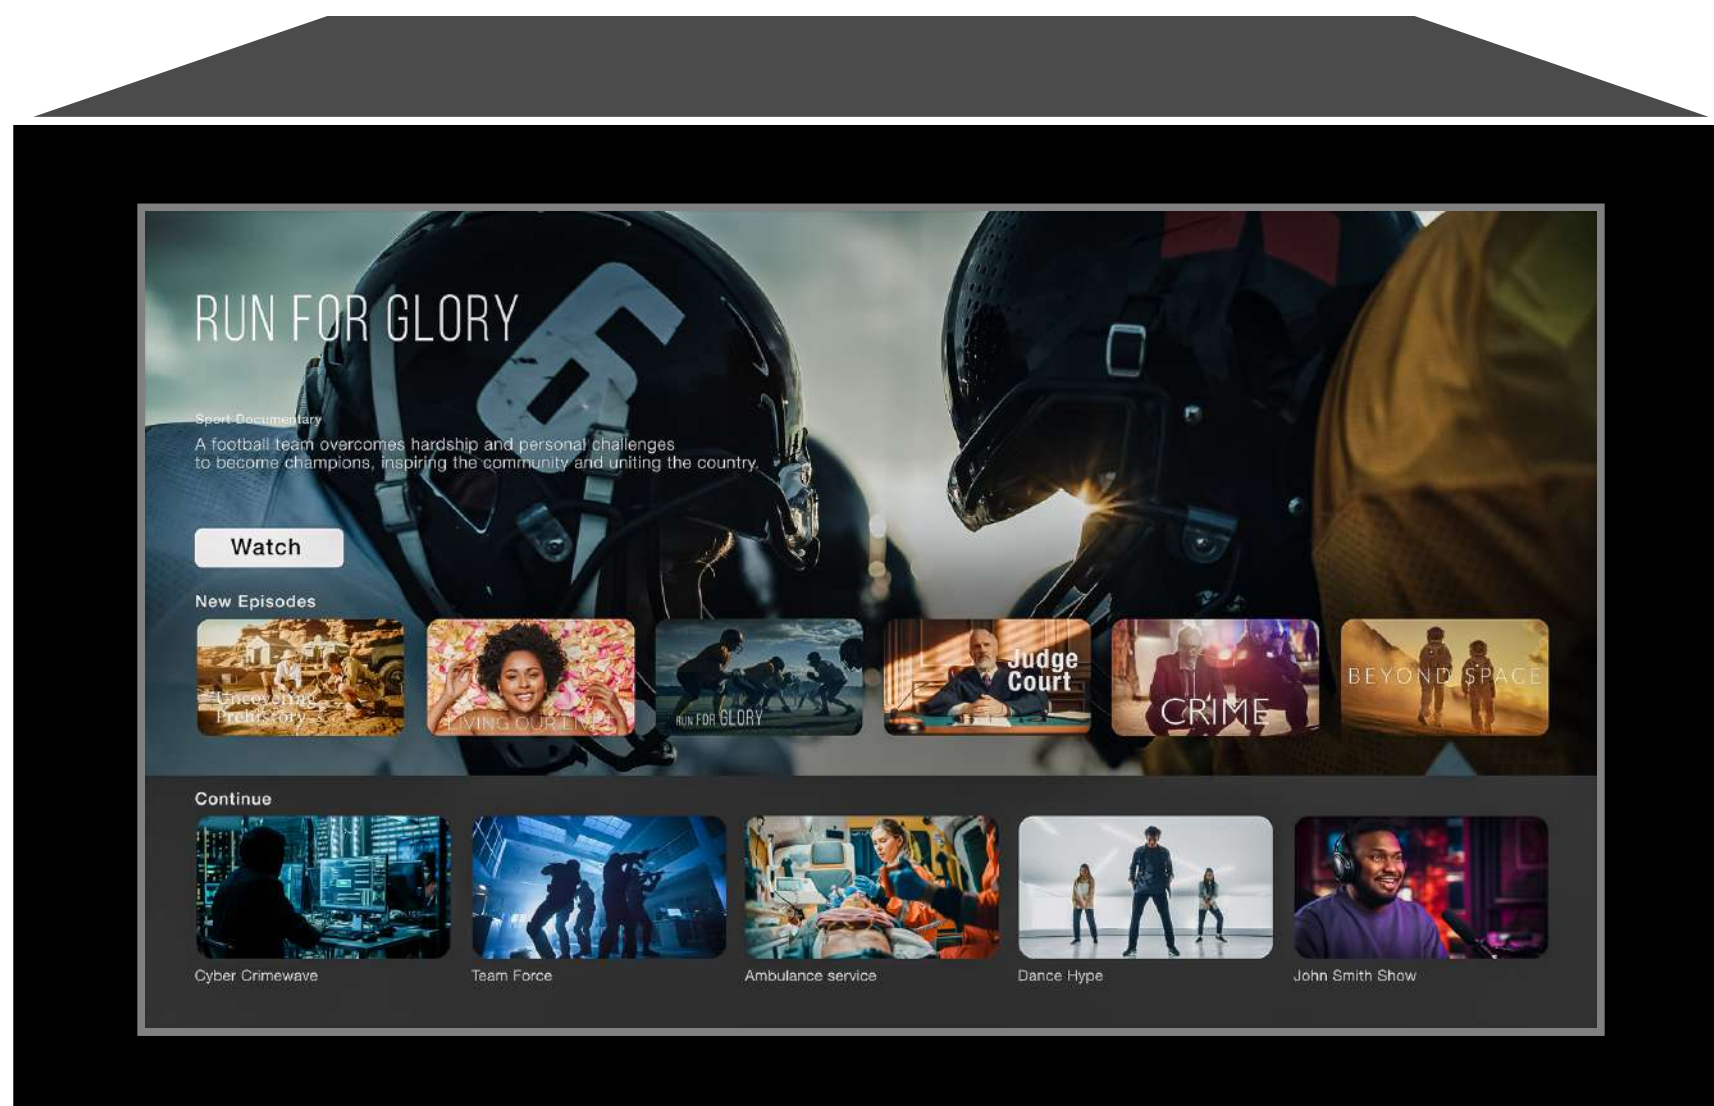 RUN FOR GLORY
6
Sport Documentary
A football team overcomes hardship and personal challenges
to become champions, inspiring the community and uniting the country.
Watch
New Episodes
Uncovering
Prehistory
LIVING OUR LIVES
RUN FOR GLORY
Judge
Court
CRIME
BEYOND SPACE
Continue
Cyber Crimewave
Team Force
Ambulance service
Dance Hype
John Smith Show